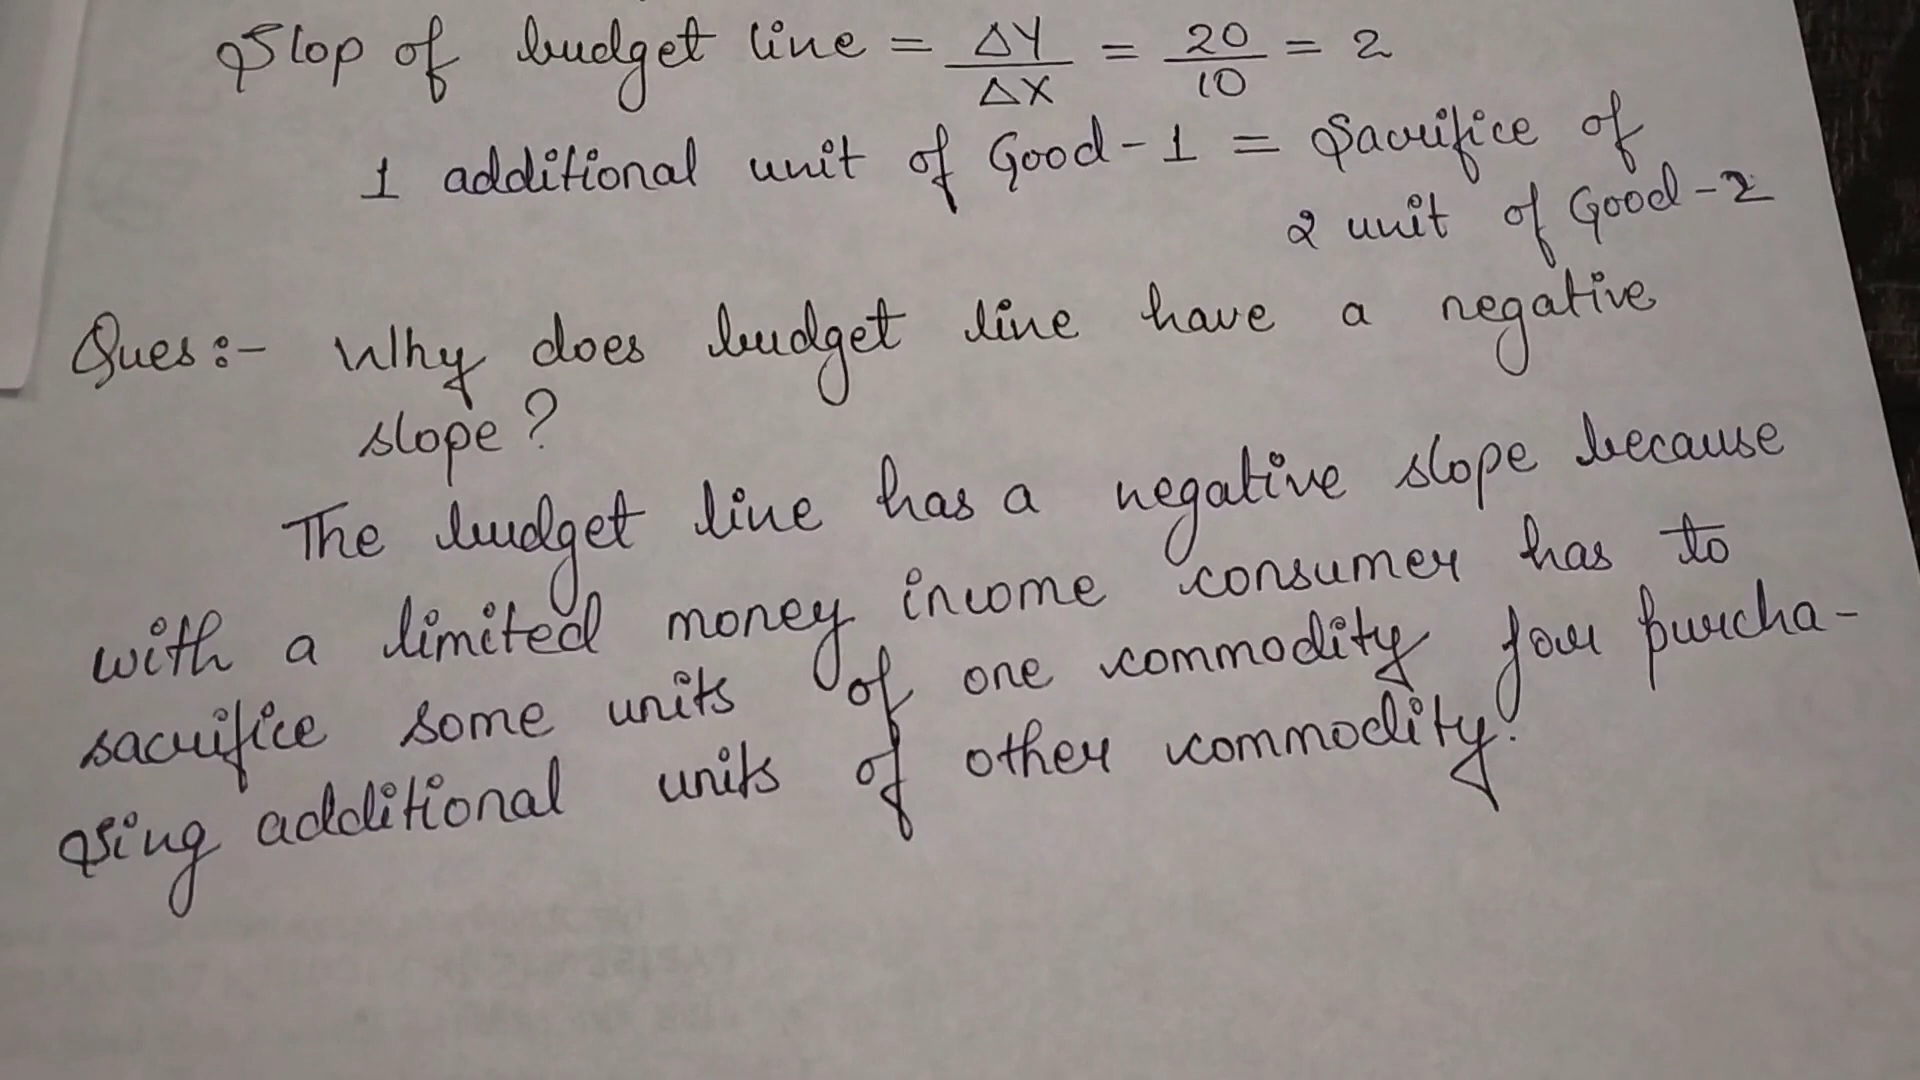 Slop of budget line = ΔY/ΔX = 20/10 = 2
1 additional unit of Good-1 = Sacrifice of
2 unit of Good-2
Ques:- Why does budget line have a negative
slope?
The budget line has a negative slope because
with a limited money income consumer has to
sacrifice some units of one commodity for purcha-
sing additional units of other commodity.